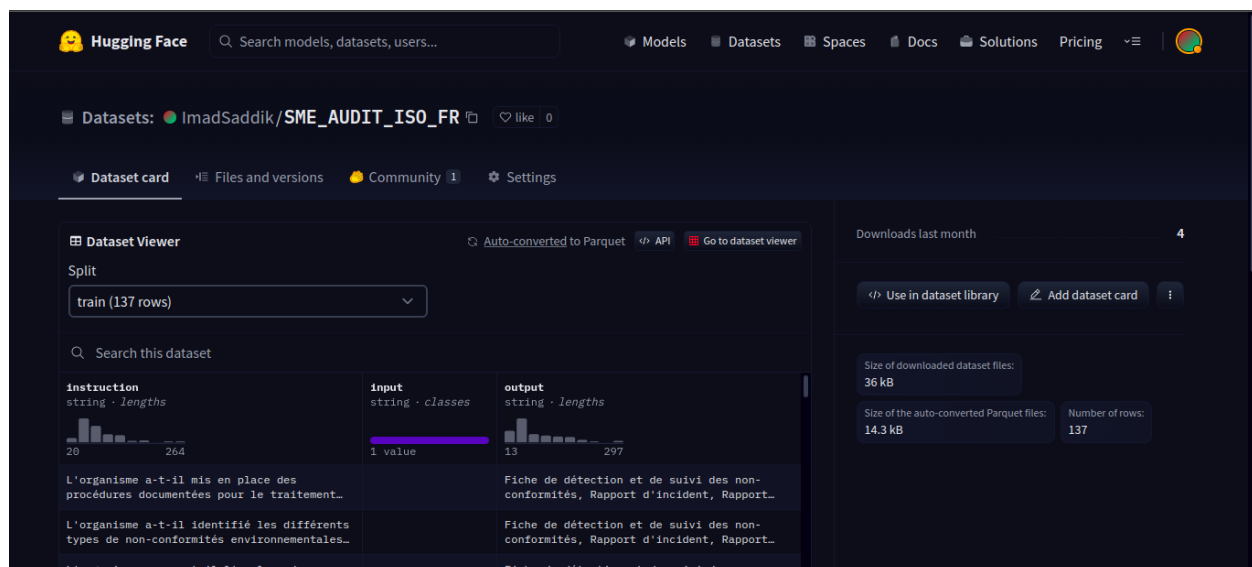 Hugging Face
Search models, datasets, users...
Models
Datasets
Spaces
Docs
Solutions
Pricing
Datasets: ImadSaddik/SME_AUDIT_ISO_FR
like 0
Dataset card
Files and versions
Community 1
Settings
Dataset Viewer
Auto-converted to Parquet
API
Go to dataset viewer
Split
train (137 rows)
Search this dataset
instruction
string · lengths
20 264
input
string · classes
1 value
output
string · lengths
13 297
L'organisme a-t-il mis en place des
procédures documentées pour le traitement…
Fiche de détection et de suivi des non-
conformités, Rapport d'incident, Rapport…
L'organisme a-t-il identifié les différents
types de non-conformités environnementales…
Fiche de détection et de suivi des non-
conformités, Rapport d'incident, Rapport…
Downloads last month
4
Use in dataset library
Add dataset card
Size of downloaded dataset files:
36 kB
Size of the auto-converted Parquet files:
14.3 kB
Number of rows:
137